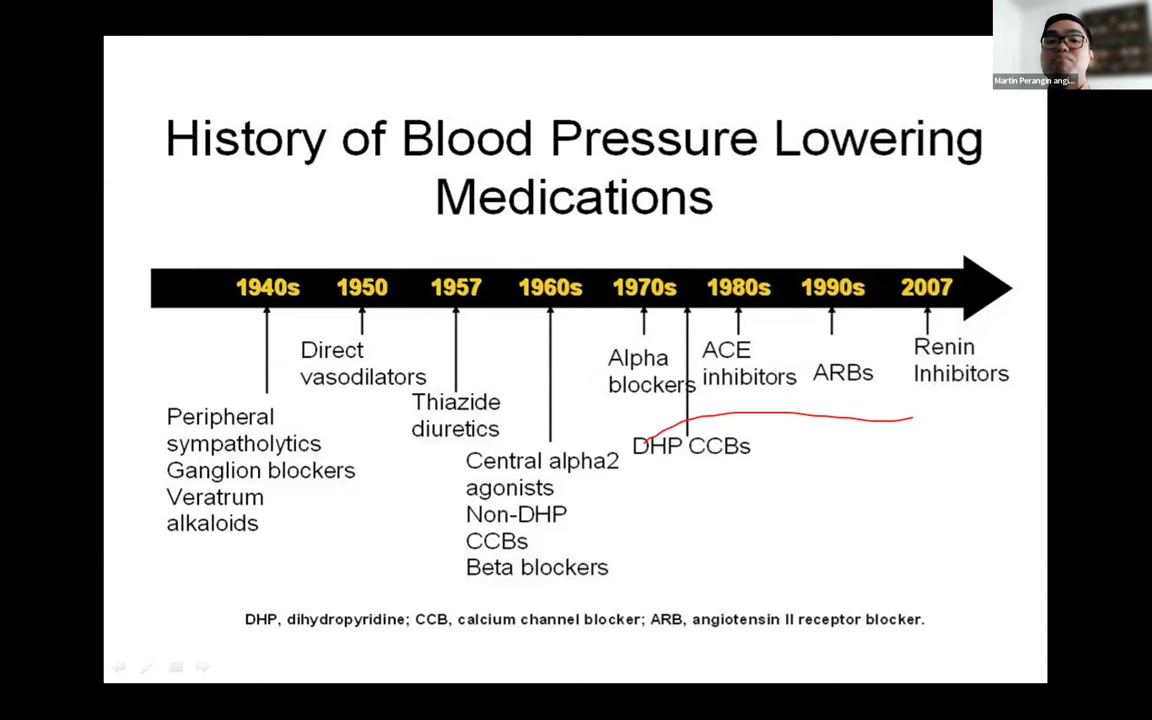 Martin Perangin angi...
History of Blood Pressure Lowering
Medications
1940s 1950 1957 1960s 1970s 1980s 1990s 2007
Peripheral
sympatholytics
Ganglion blockers
Veratrum
alkaloids
Direct
vasodilators
Thiazide
diuretics
Central alpha2
agonists
Non-DHP
CCBs
Beta blockers
Alpha
blockers
DHP CCBs
ACE
inhibitors
ARBs
Renin
Inhibitors
DHP, dihydropyridine; CCB, calcium channel blocker; ARB, angiotensin II receptor blocker.